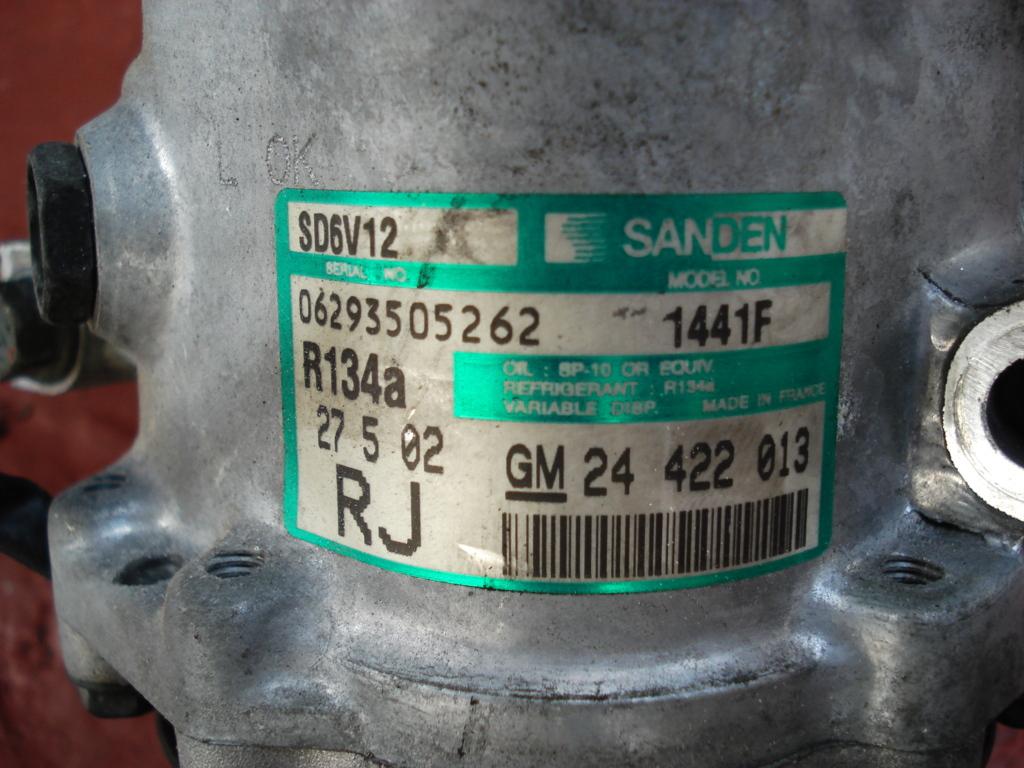 L OK
SD6V12
SANDEN
SERIAL NO.
MODEL NO.
06293505262
1441F
R134a
OIL : SP-10 OR EQUIV.
REFRIGERANT : R134a
VARIABLE DISP. MADE IN FRANCE
27 5 02
GM 24 422 013
RJ